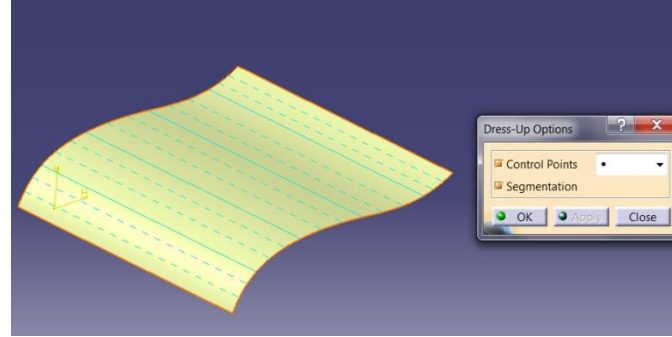 Dress-Up Options
Control Points
Segmentation
OK Apply Close